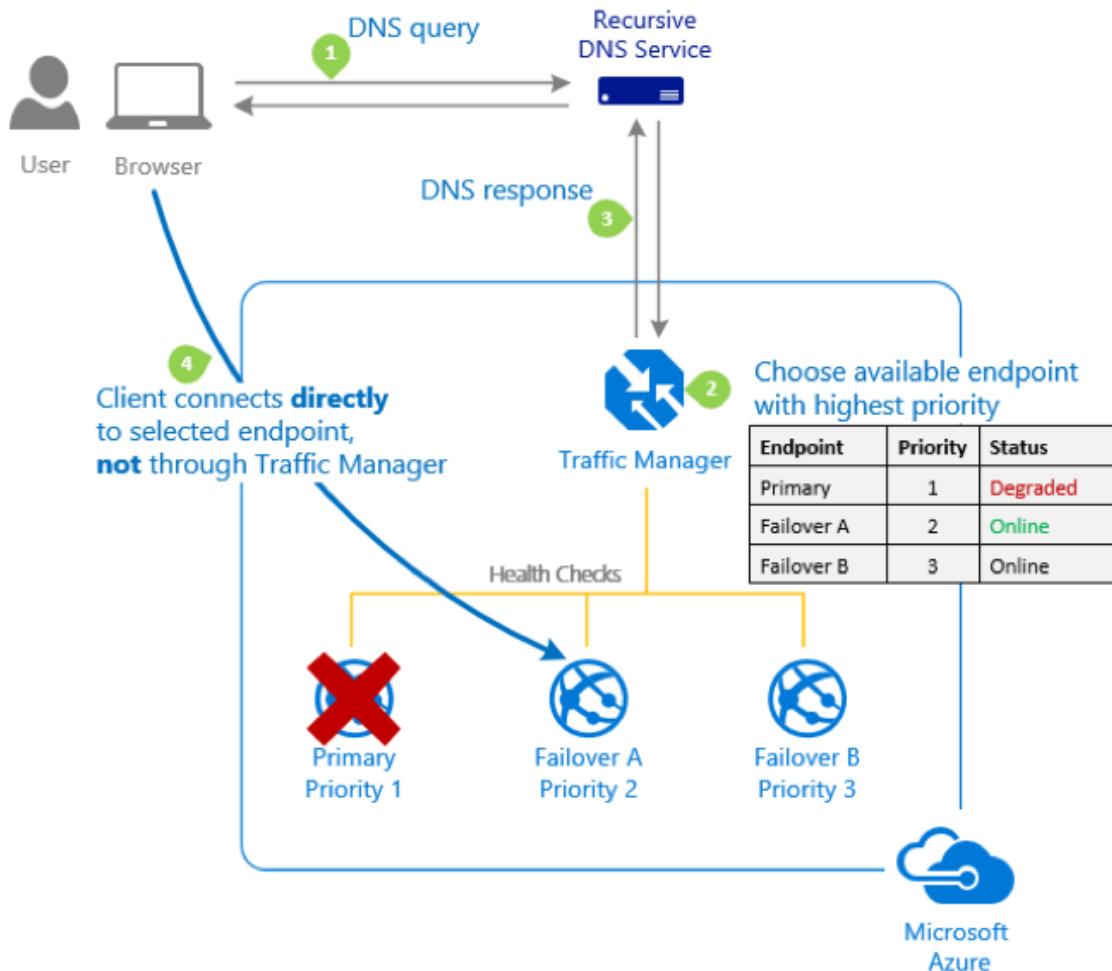 DNS query
1
Recursive
DNS Service
User
Browser
DNS response
3
4
Client connects directly
to selected endpoint,
not through Traffic Manager
2
Traffic Manager
Choose available endpoint
with highest priority
Endpoint Priority Status
Primary 1 Degraded
Failover A 2 Online
Failover B 3 Online
Health Checks
Primary
Priority 1
Failover A
Priority 2
Failover B
Priority 3
Microsoft
Azure